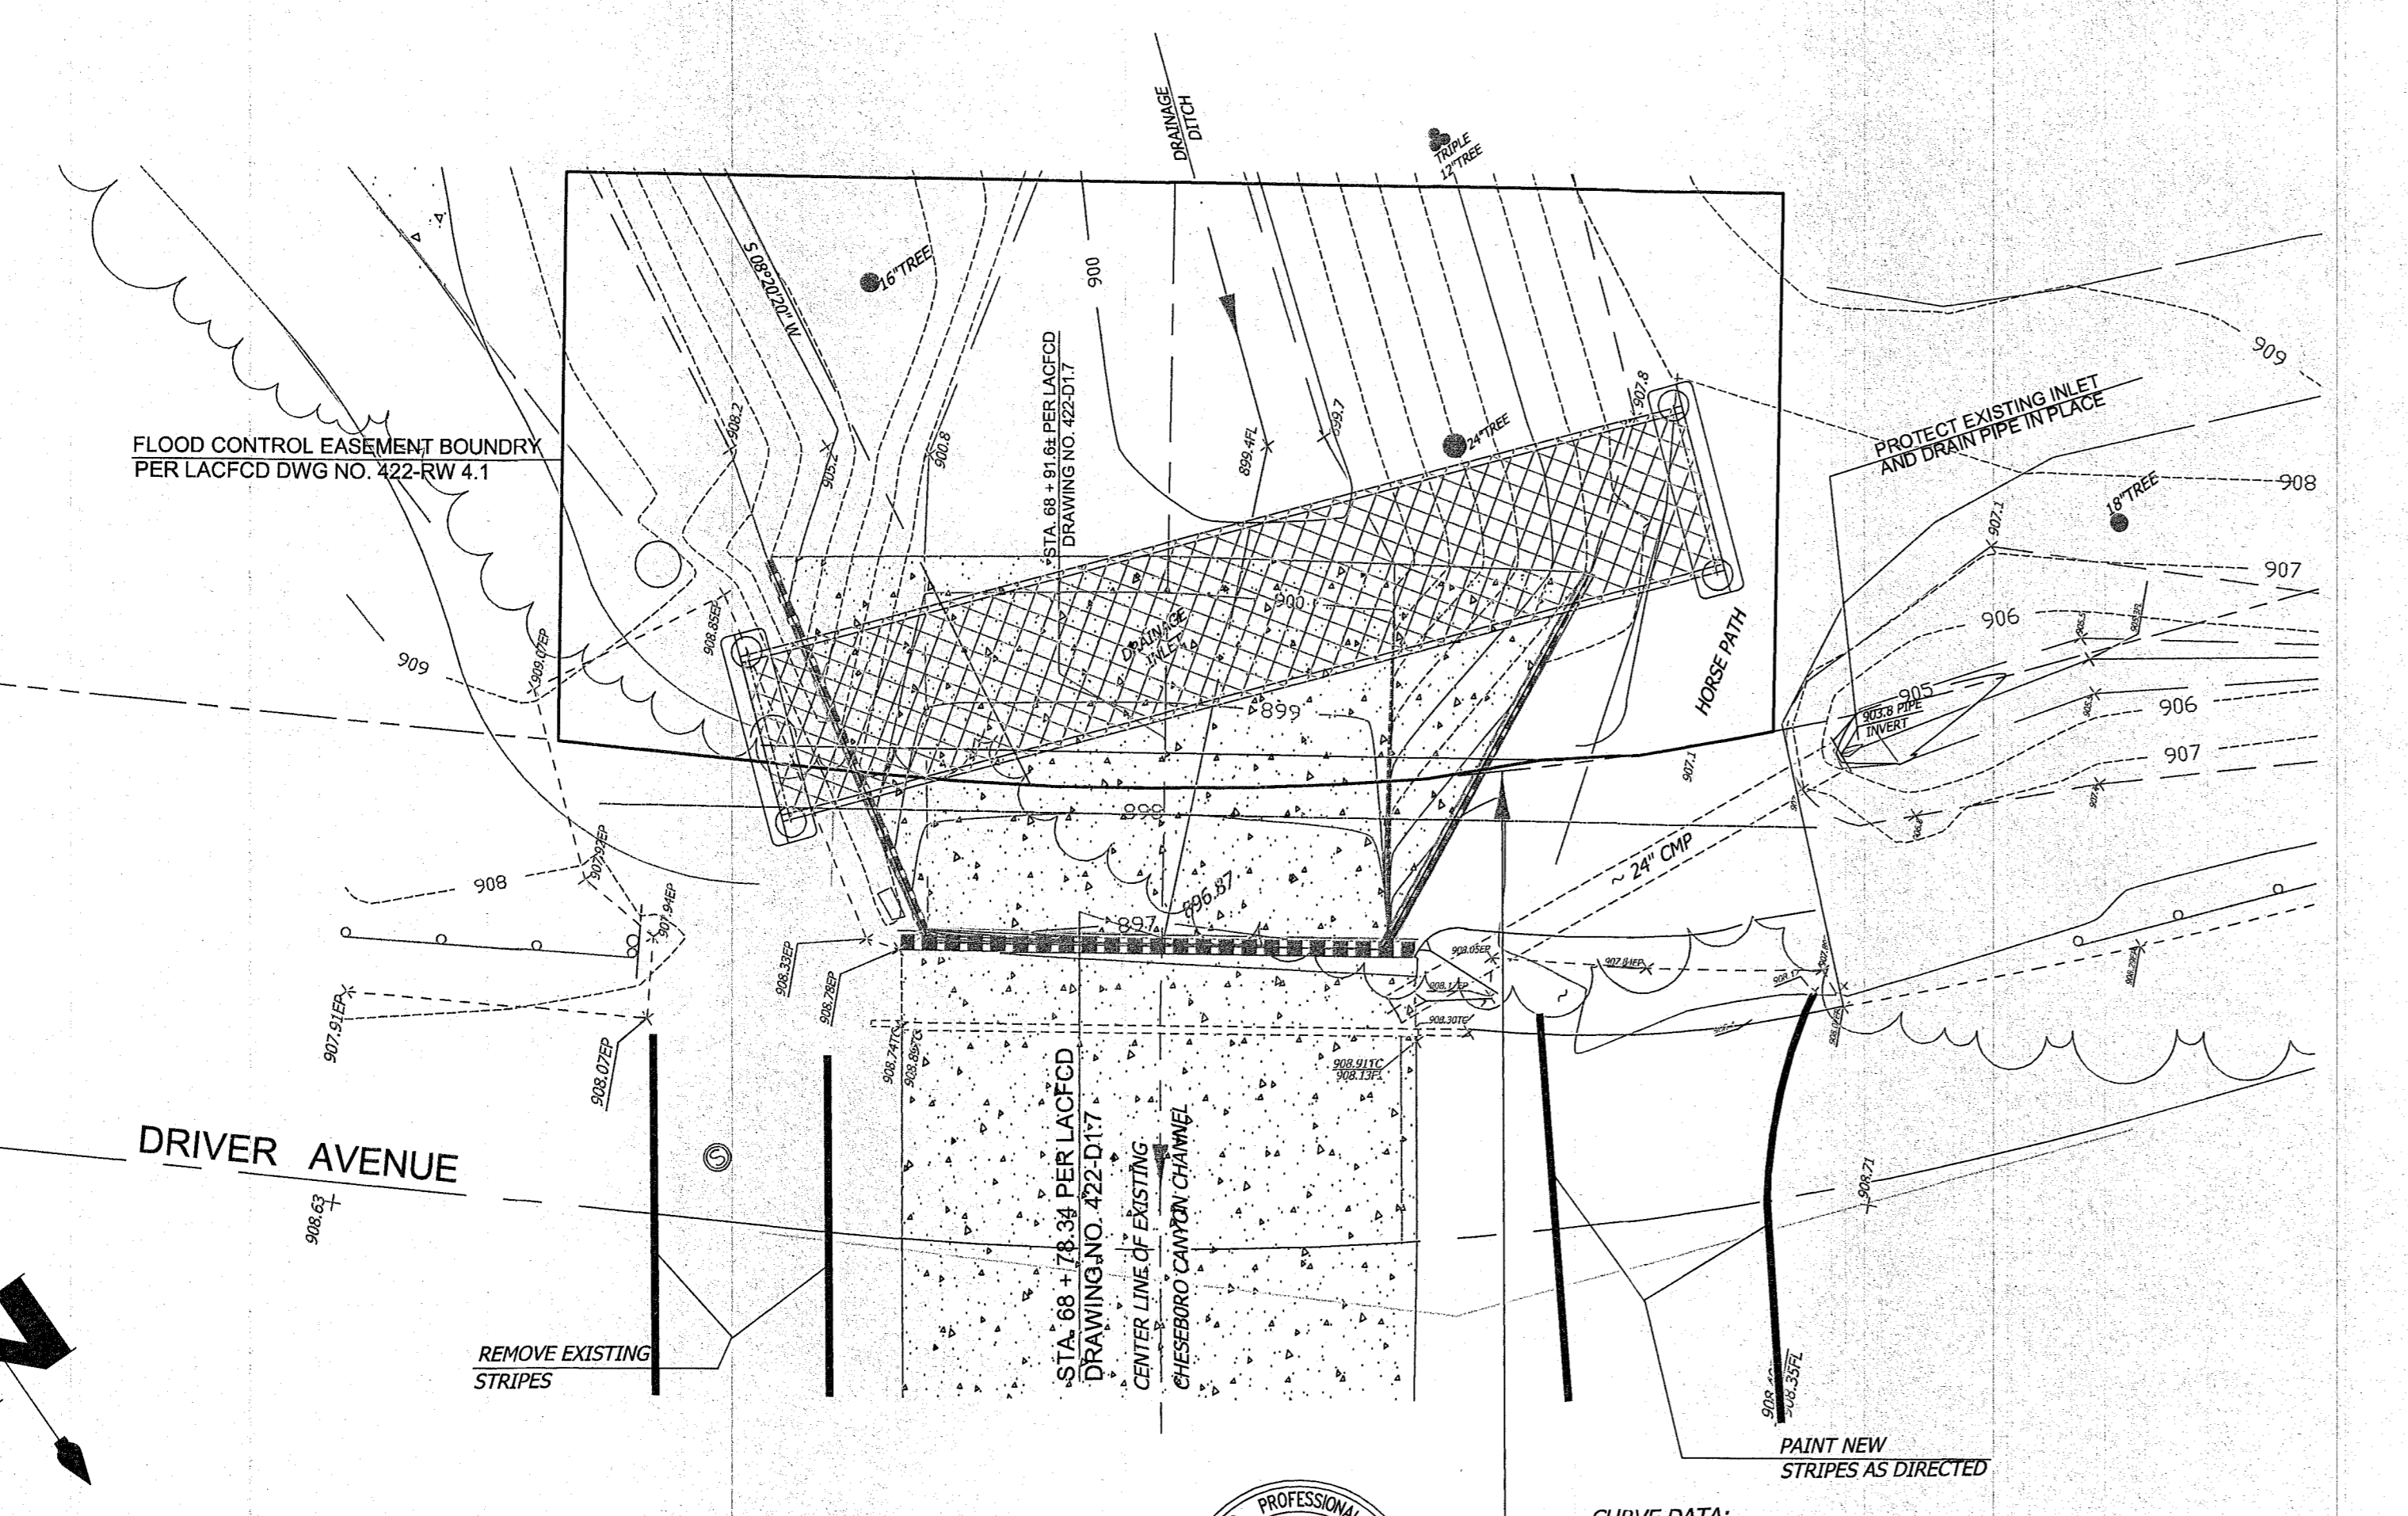 DRAINAGE
DITCH
TRIPLE
12"TREE
S 08°20'20" W
16"TREE
900
STA. 68 + 91.6± PER LACFCD
DRAWING NO. 422-D1.7
909
907.8
899.7
899.4FL
24"TREE
PROTECT EXISTING INLET
AND DRAIN PIPE IN PLACE
FLOOD CONTROL EASEMENT BOUNDRY
PER LACFCD DWG NO. 422-RW 4.1
908.2
905.2
900.8
908
18"TREE
907.1
907
906
900
908.85EP
DRAINAGE
INLET
HORSE PATH
909
909.07EP
905
903.8 PIPE
INVERT
906
907
899
907.1
898
~ 24" CMP
907.92EP
908
907.94EP
896.87
897
908.33EP
908.78EP
908.05EP
907.91EP
908.07EP
908.74TC
908.30TC
908.91TC
908.13FL
DRIVER AVENUE
908.63
STA. 68 + 78.34 PER LACFCD
DRAWING NO. 422-D1.7
CENTER LINE OF EXISTING
CHESEBORO CANYON CHANNEL
908.71
S
REMOVE EXISTING
STRIPES
908.35FL
PAINT NEW
STRIPES AS DIRECTED
PROFESSIONAL
CURVE DATA: